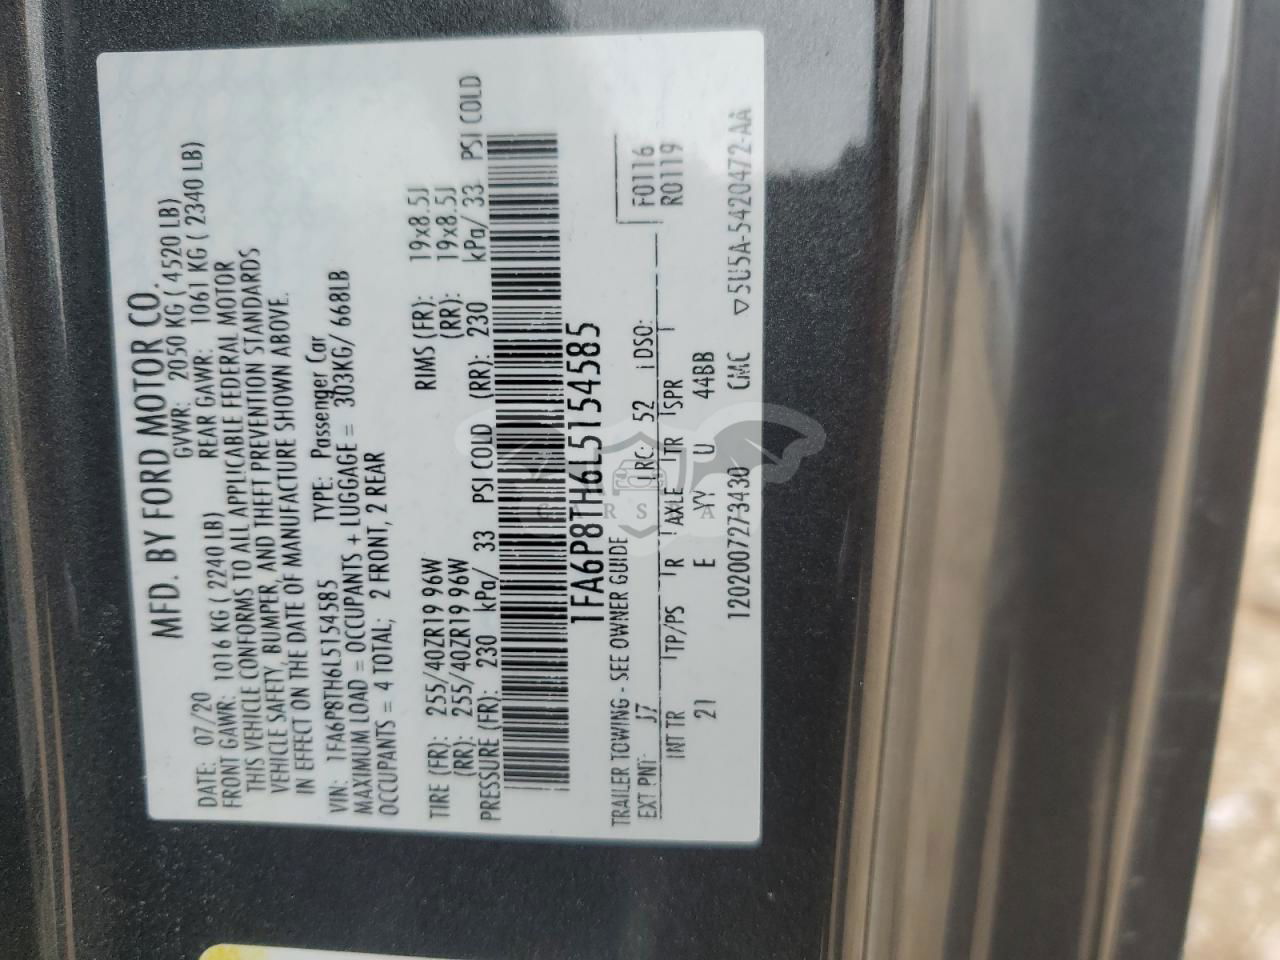 MFD. BY FORD MOTOR CO.
DATE: 07/20 GVWR: 2050 KG ( 4520 LB)
FRONT GAWR: 1016 KG ( 2240 LB) REAR GAWR: 1061 KG ( 2340 LB)
THIS VEHICLE CONFORMS TO ALL APPLICABLE FEDERAL MOTOR
VEHICLE SAFETY, BUMPER, AND THEFT PREVENTION STANDARDS
IN EFFECT ON THE DATE OF MANUFACTURE SHOWN ABOVE.
VIN: 1FA6P8TH6L5154585 TYPE: Passenger Car
MAXIMUM LOAD = OCCUPANTS + LUGGAGE = 303KG/ 668LB
OCCUPANTS = 4 TOTAL; 2 FRONT, 2 REAR
TIRE (FR): 255/40ZR19 96W RIMS (FR): 19x8.5J
(RR): 255/40ZR19 96W (RR): 19x8.5J
PRESSURE (FR): 230 kPa/ 33 PSI COLD (RR): 230 kPa/ 33 PSI COLD
1FA6P8TH6L5154585
TRAILER TOWING - SEE OWNER GUIDE F0116
EXT PNT: J7 RC: 52 DSO: R0119
INT TR TP/PS R AXLE TR SPR
21 E YY U 44BB
12020072 73430 CMC ▽5U5A-5420472-AA
CARS A